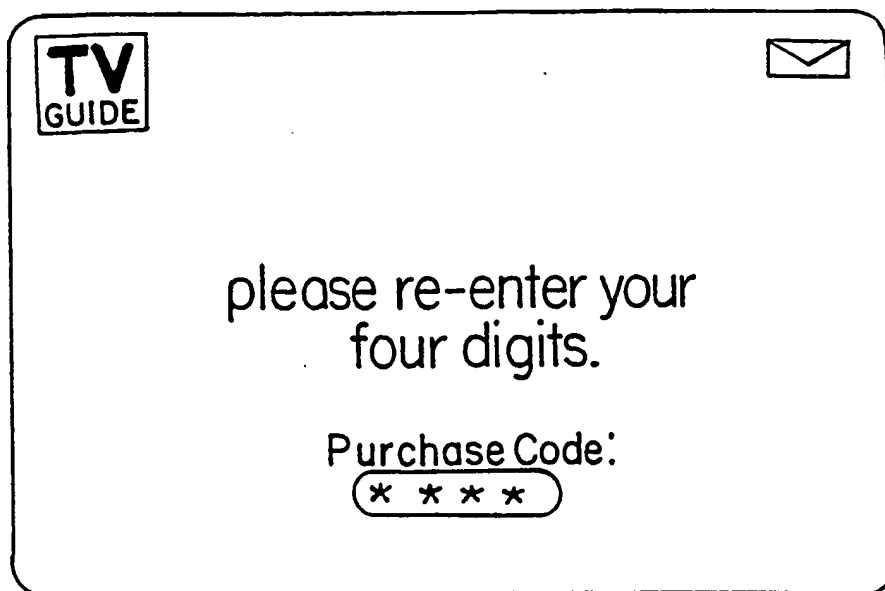 TV
GUIDE
please re-enter your
four digits.
Purchase Code:
* * * *